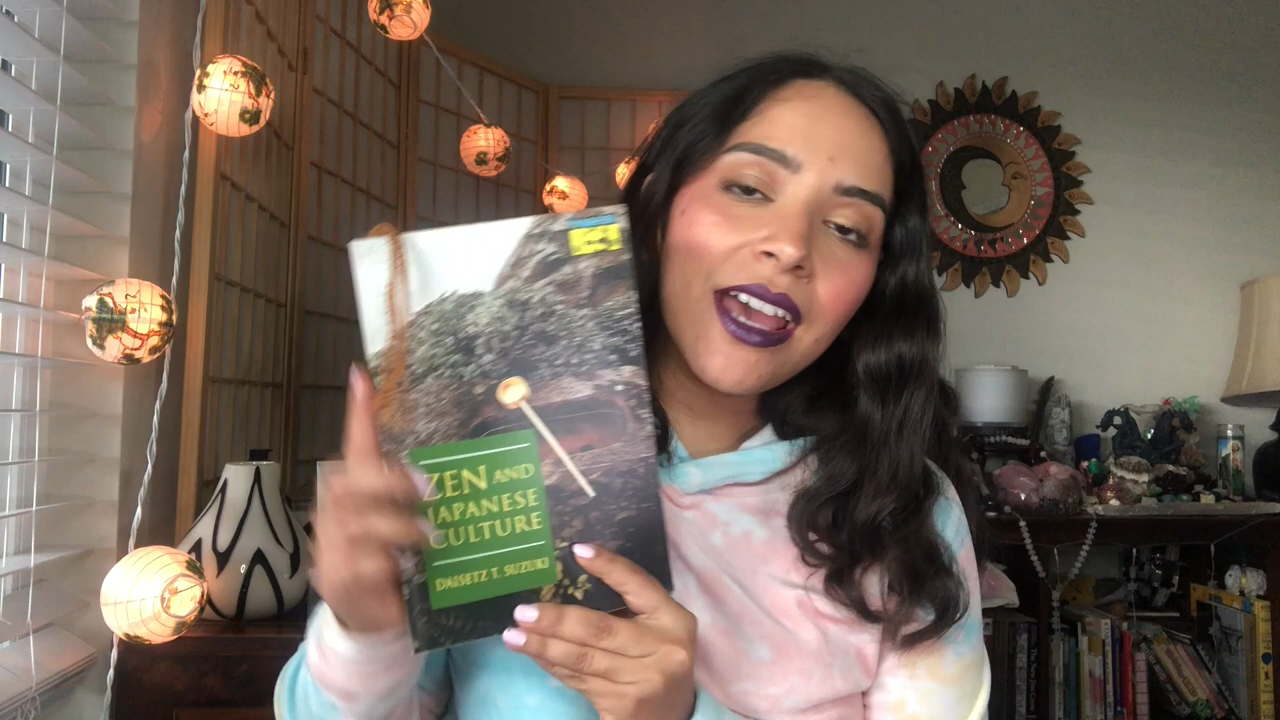 ZEN AND
JAPANESE
CULTURE
DAISETZ T. SUZUKI